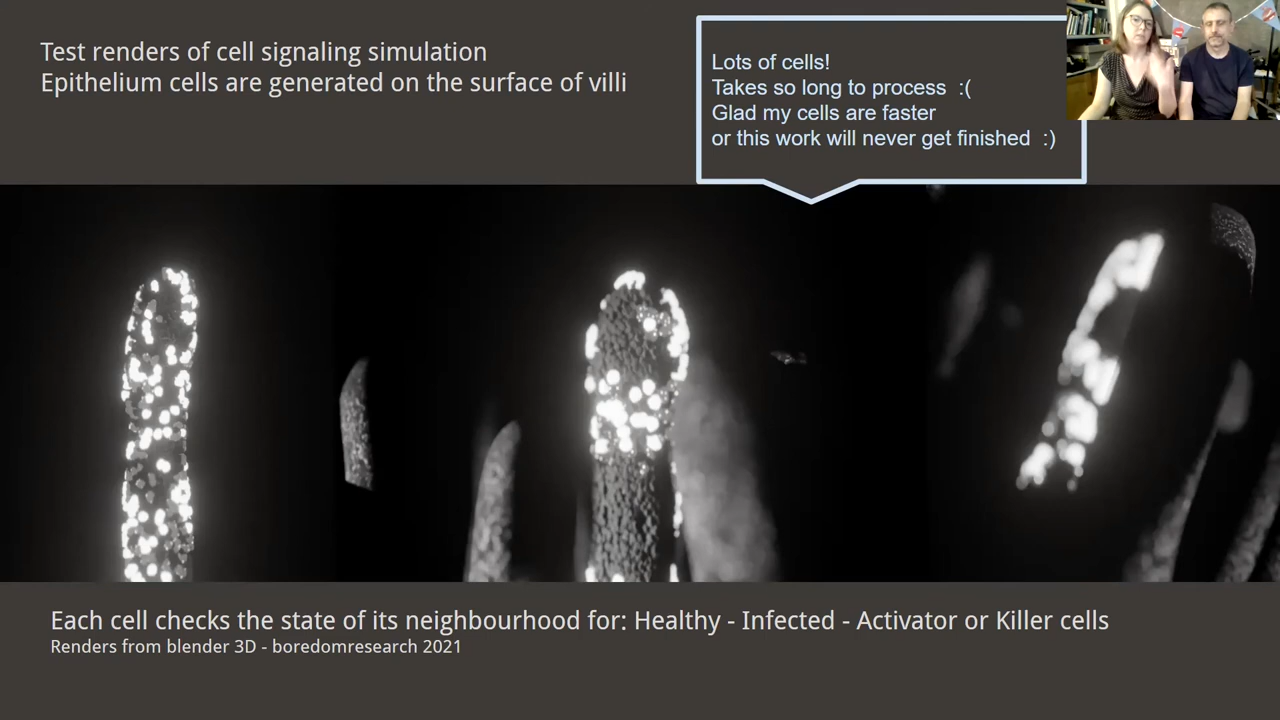 Test renders of cell signaling simulation
Epithelium cells are generated on the surface of villi
Lots of cells!
Takes so long to process  :(
Glad my cells are faster
or this work will never get finished  :)
Each cell checks the state of its neighbourhood for: Healthy - Infected - Activator or Killer cells
Renders from blender 3D - boredomresearch 2021